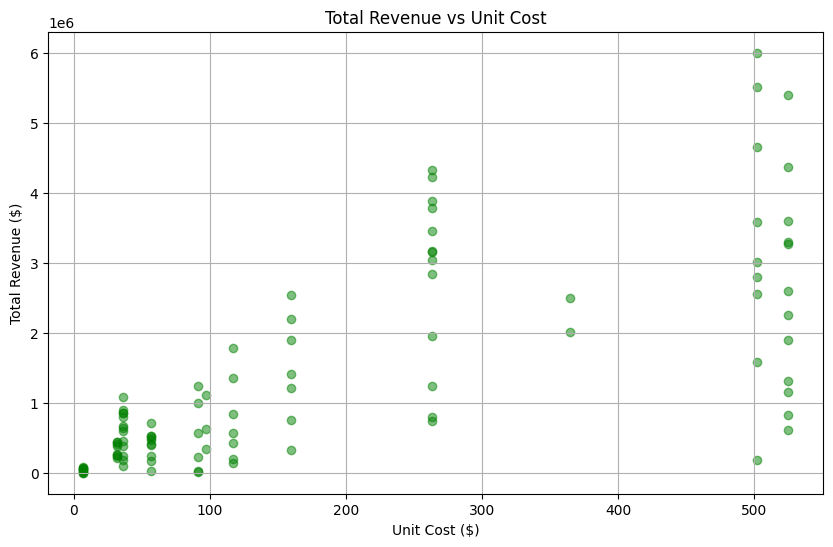 Total Revenue vs Unit Cost
1e6
6
5
4
3
2
1
0
Total Revenue ($)
0 100 200 300 400 500
Unit Cost ($)